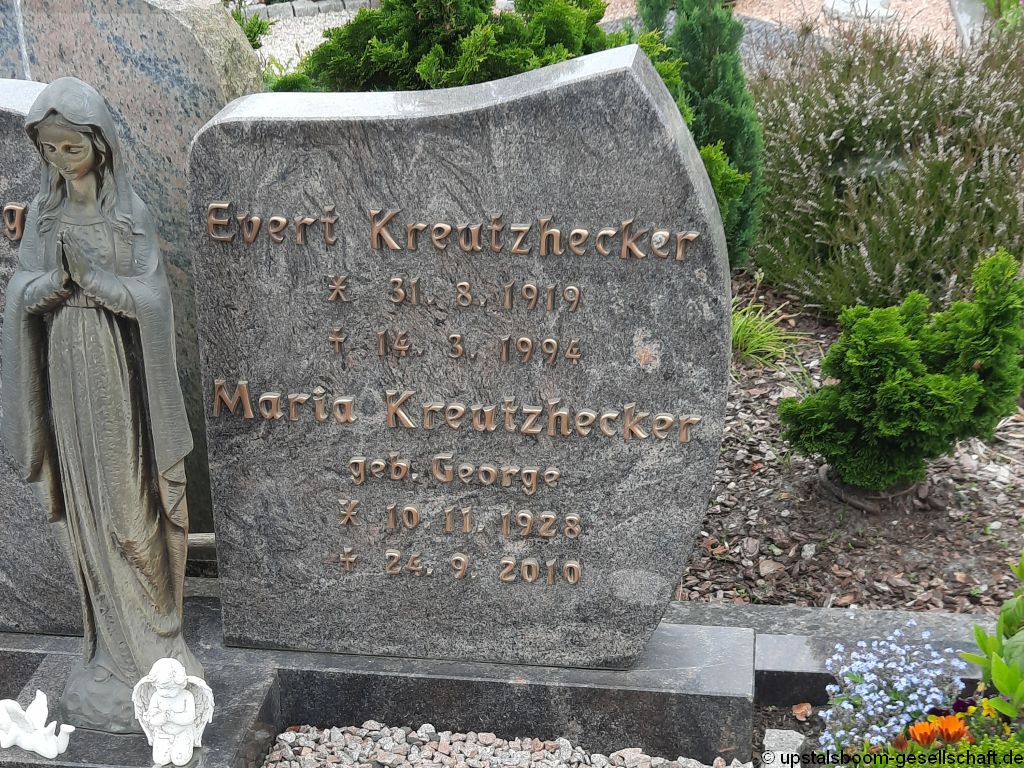 Evert Kreutzhecker
* 31. 8. 1919
† 14. 3. 1994
Maria Kreutzhecker
geb. George
* 10. 11. 1928
† 24. 9. 2010
g
© upstalsboom-gesellschaft.de